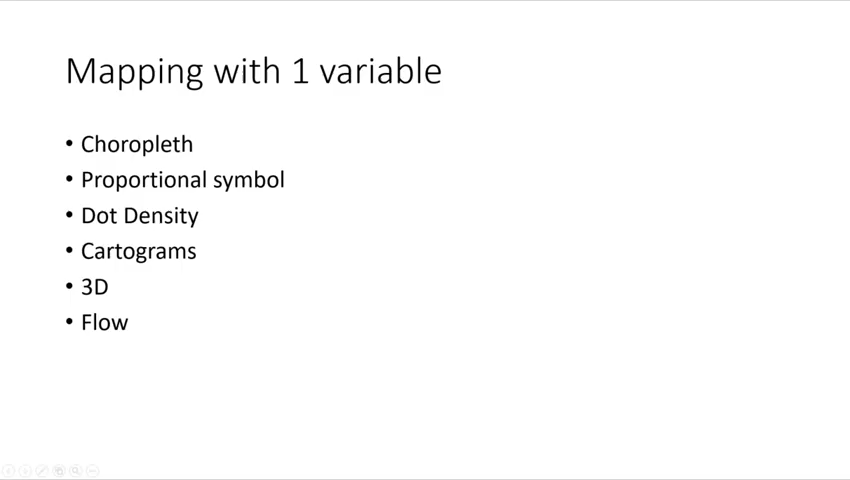 Mapping with 1 variable
• Choropleth
• Proportional symbol
• Dot Density
• Cartograms
• 3D
• Flow